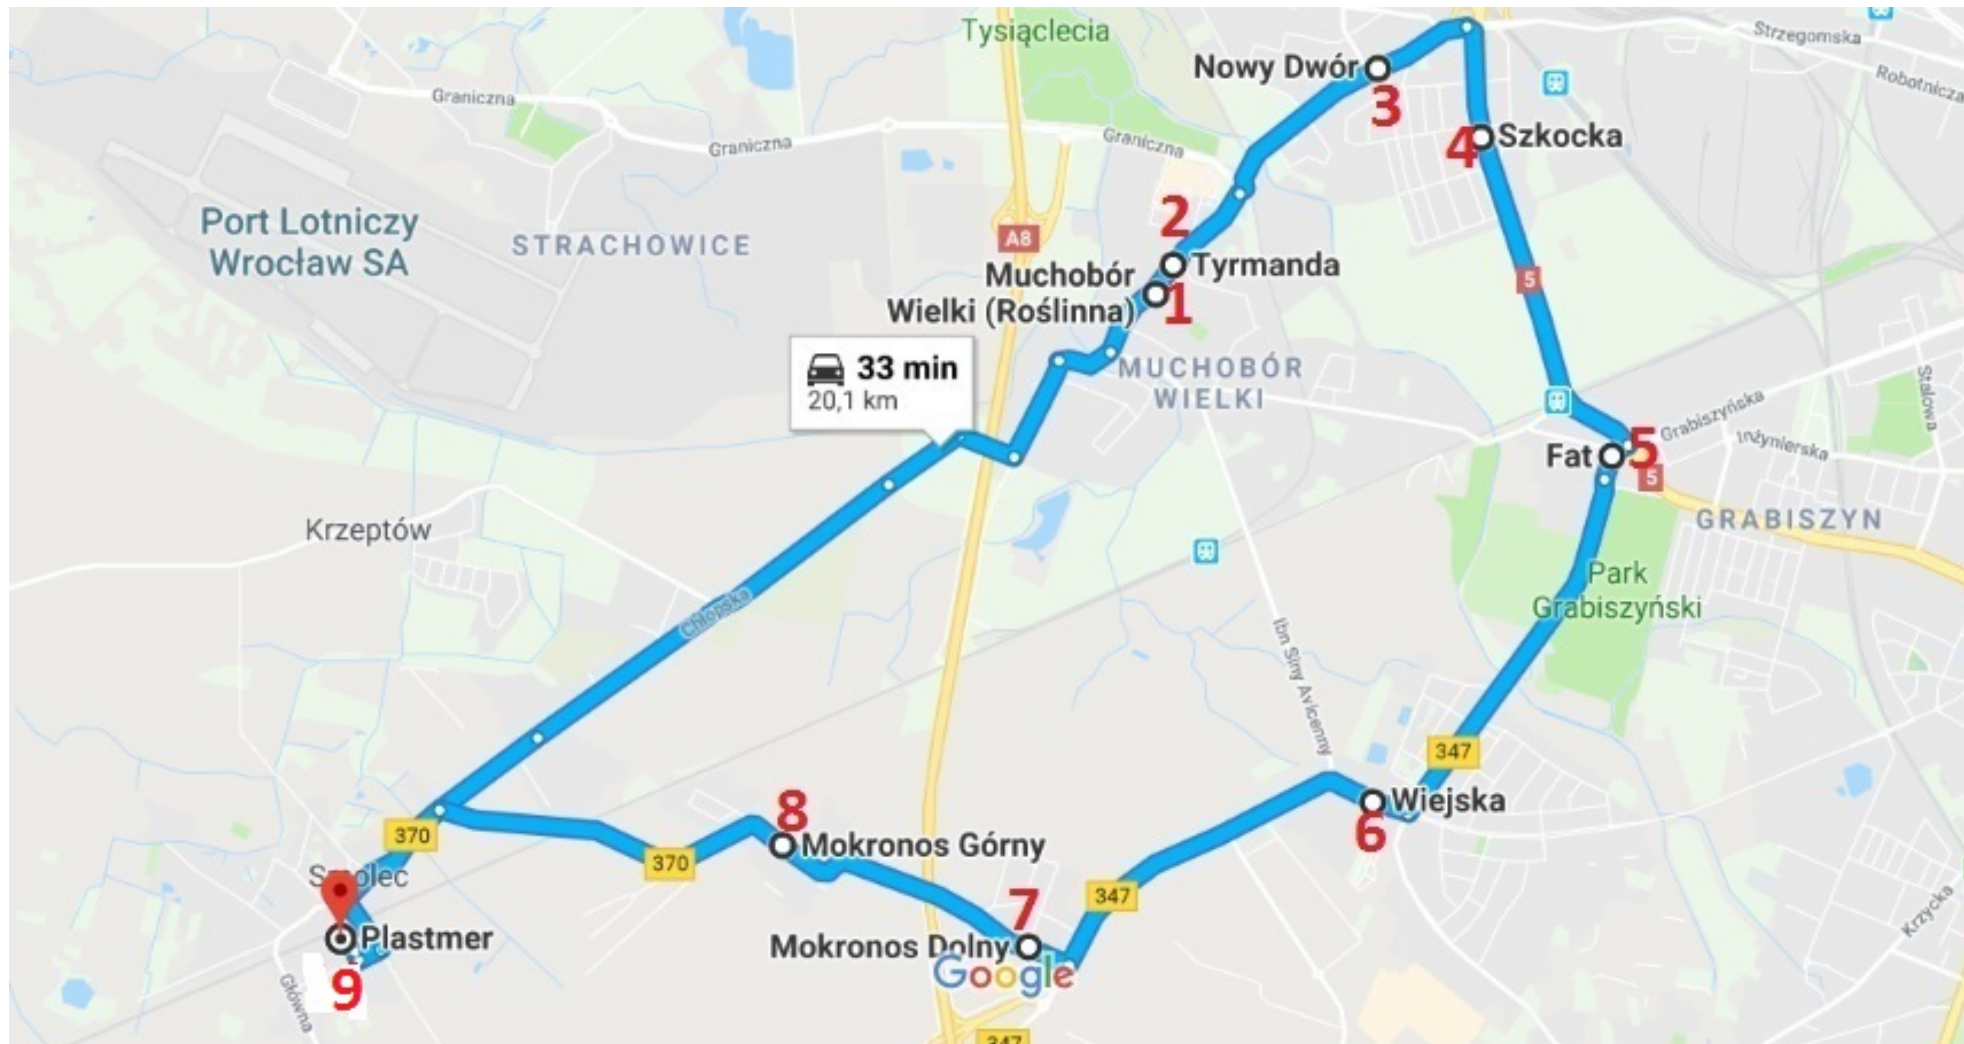 Tysiąclecia
Strzegomska
Nowy Dwór
3
Robotnicza
Graniczna
Graniczna
Graniczna
4 Szkocka
Port Lotniczy
Wrocław SA
STRACHOWICE
A8
2
Tyrmanda
Muchobór
Wielki (Roślinna)
1
5
33 min
20,1 km
MUCHOBÓR
WIELKI
Stalowa
Grabiszyńska
Inżynierska
Fat
5
5
GRABISZYN
Krzeptów
Park
Grabiszyński
Chłopska
Ibn Siny Avicenny
347
Wiejska
6
8
Mokronos Górny
370
370
347
Smolec
7
Mokronos Dolny
Google
Plastmer
9
Główna
Krzycka
347